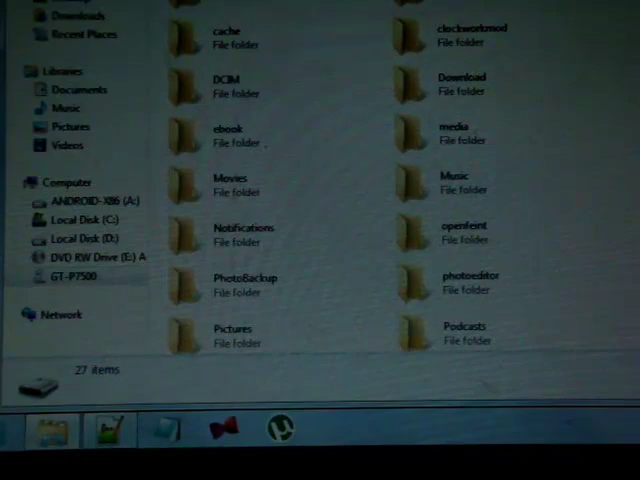 Downloads
Recent Places
Libraries
Documents
Music
Pictures
Videos
Computer
ANDROID-X86 (A:)
Local Disk (C:)
Local Disk (D:)
DVD RW Drive (E:) A
GT-P7500
Network
cache
File folder
clockworkmod
File folder
DCIM
File folder
Download
File folder
ebook
File folder
media
File folder
Movies
File folder
Music
File folder
Notifications
File folder
openfeint
File folder
PhotoBackup
File folder
photoeditor
File folder
Pictures
File folder
Podcasts
File folder
27 items